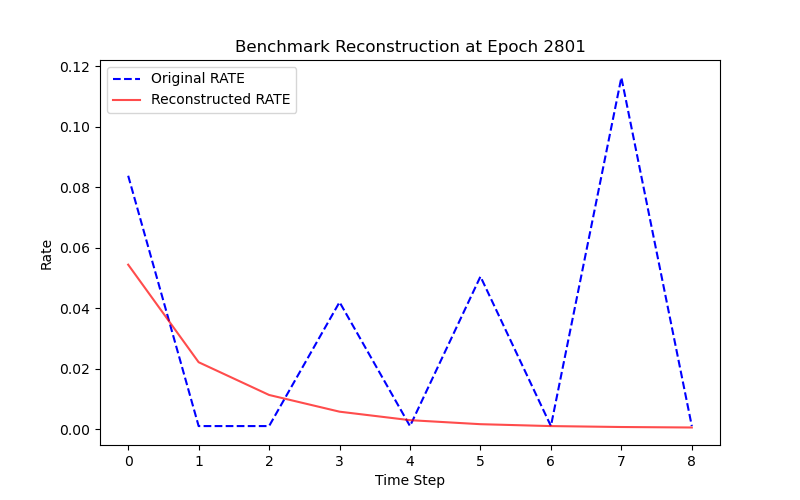 Benchmark Reconstruction at Epoch 2801
Original RATE
Reconstructed RATE
0.12
0.10
0.08
0.06
0.04
0.02
0.00
Rate
0 1 2 3 4 5 6 7 8
Time Step